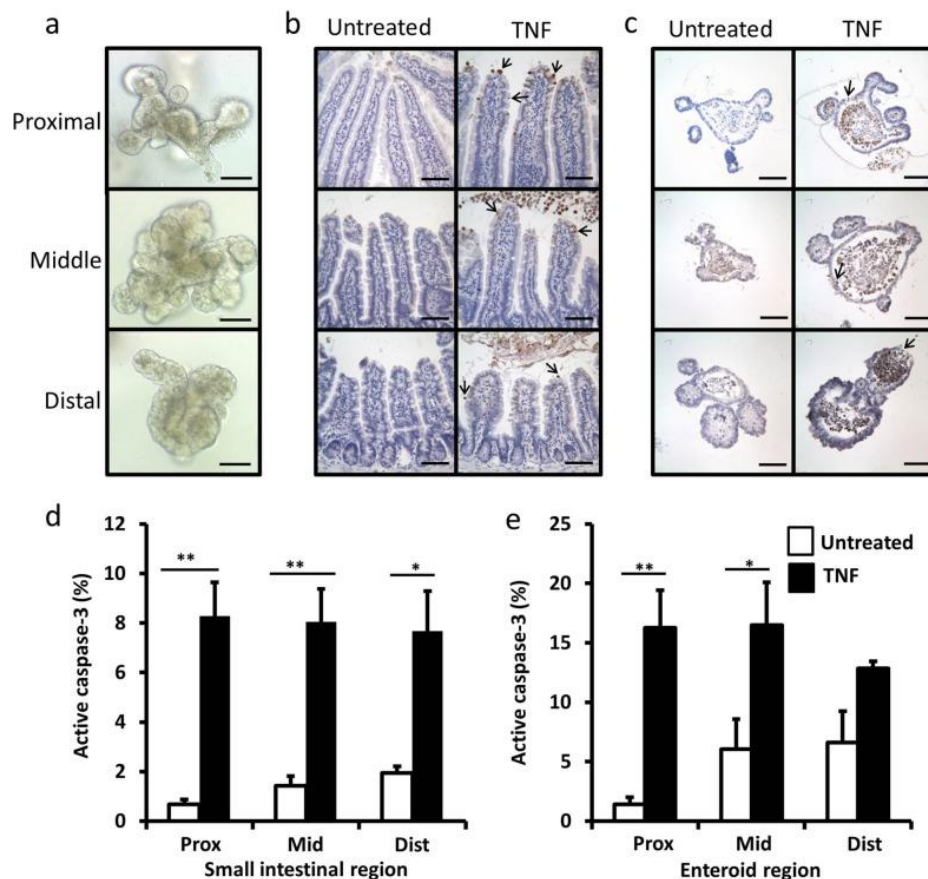 a
b
Untreated
TNF
c
Untreated
TNF
Proximal
Middle
Distal
d
Active caspase-3 (%)
12
10
8
6
4
2
0
**
**
*
Prox
Mid
Dist
Small intestinal region
e
Active caspase-3 (%)
25
20
15
10
5
0
**
*
Untreated
TNF
Prox
Mid
Dist
Enteroid region